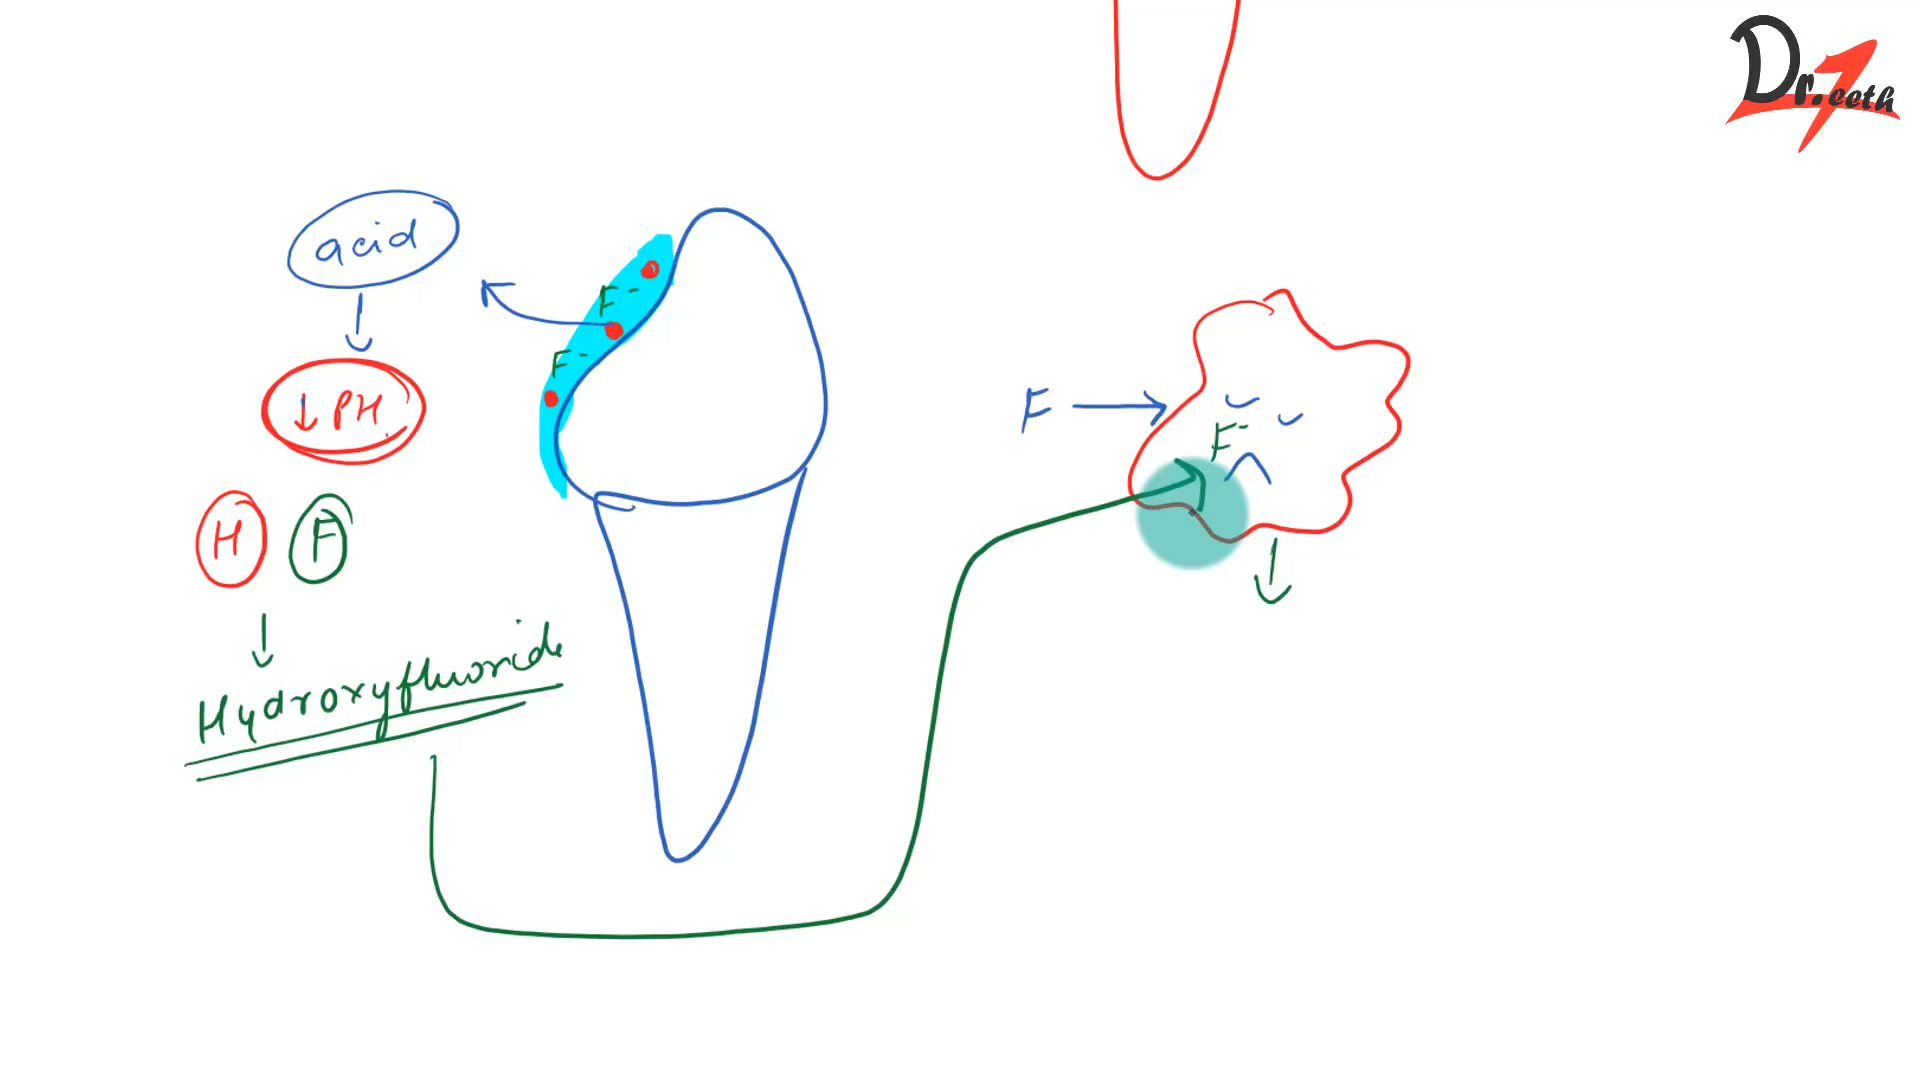 Dr. Teeth
acid
↓ PH
F⁻
F⁻
H F
Hydroxyfluoride
F
F⁻